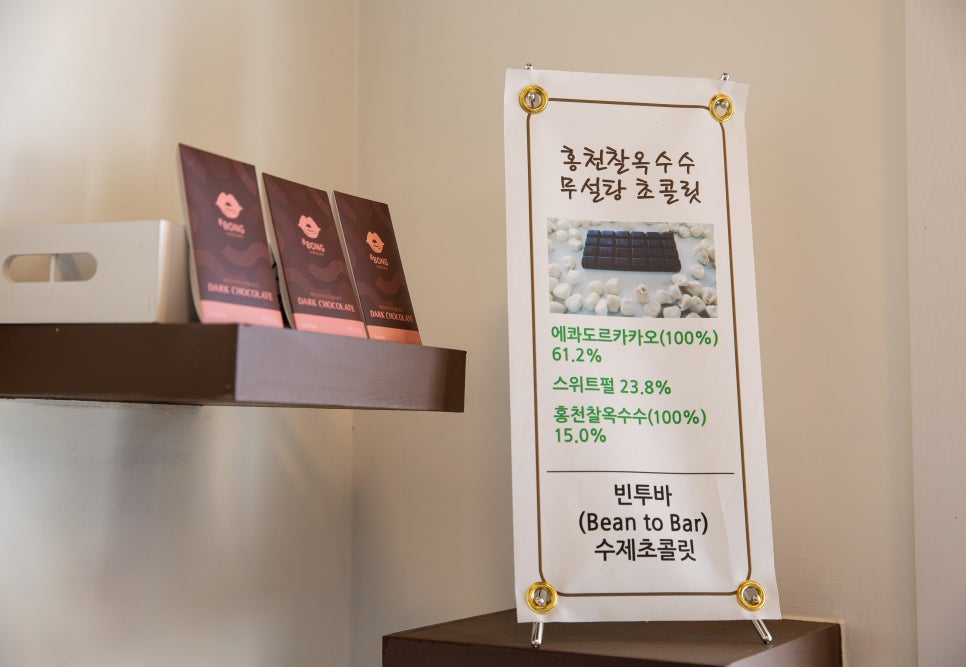 #BONG
DARK CHOCOLATE
#BONG
DARK CHOCOLATE
#BONG
DARK CHOCOLATE
홍천찰옥수수
무설탕 초콜릿
에콰도르카카오(100%)
61.2%
스위트펄 23.8%
홍천찰옥수수(100%)
15.0%
빈투바
(Bean to Bar)
수제초콜릿